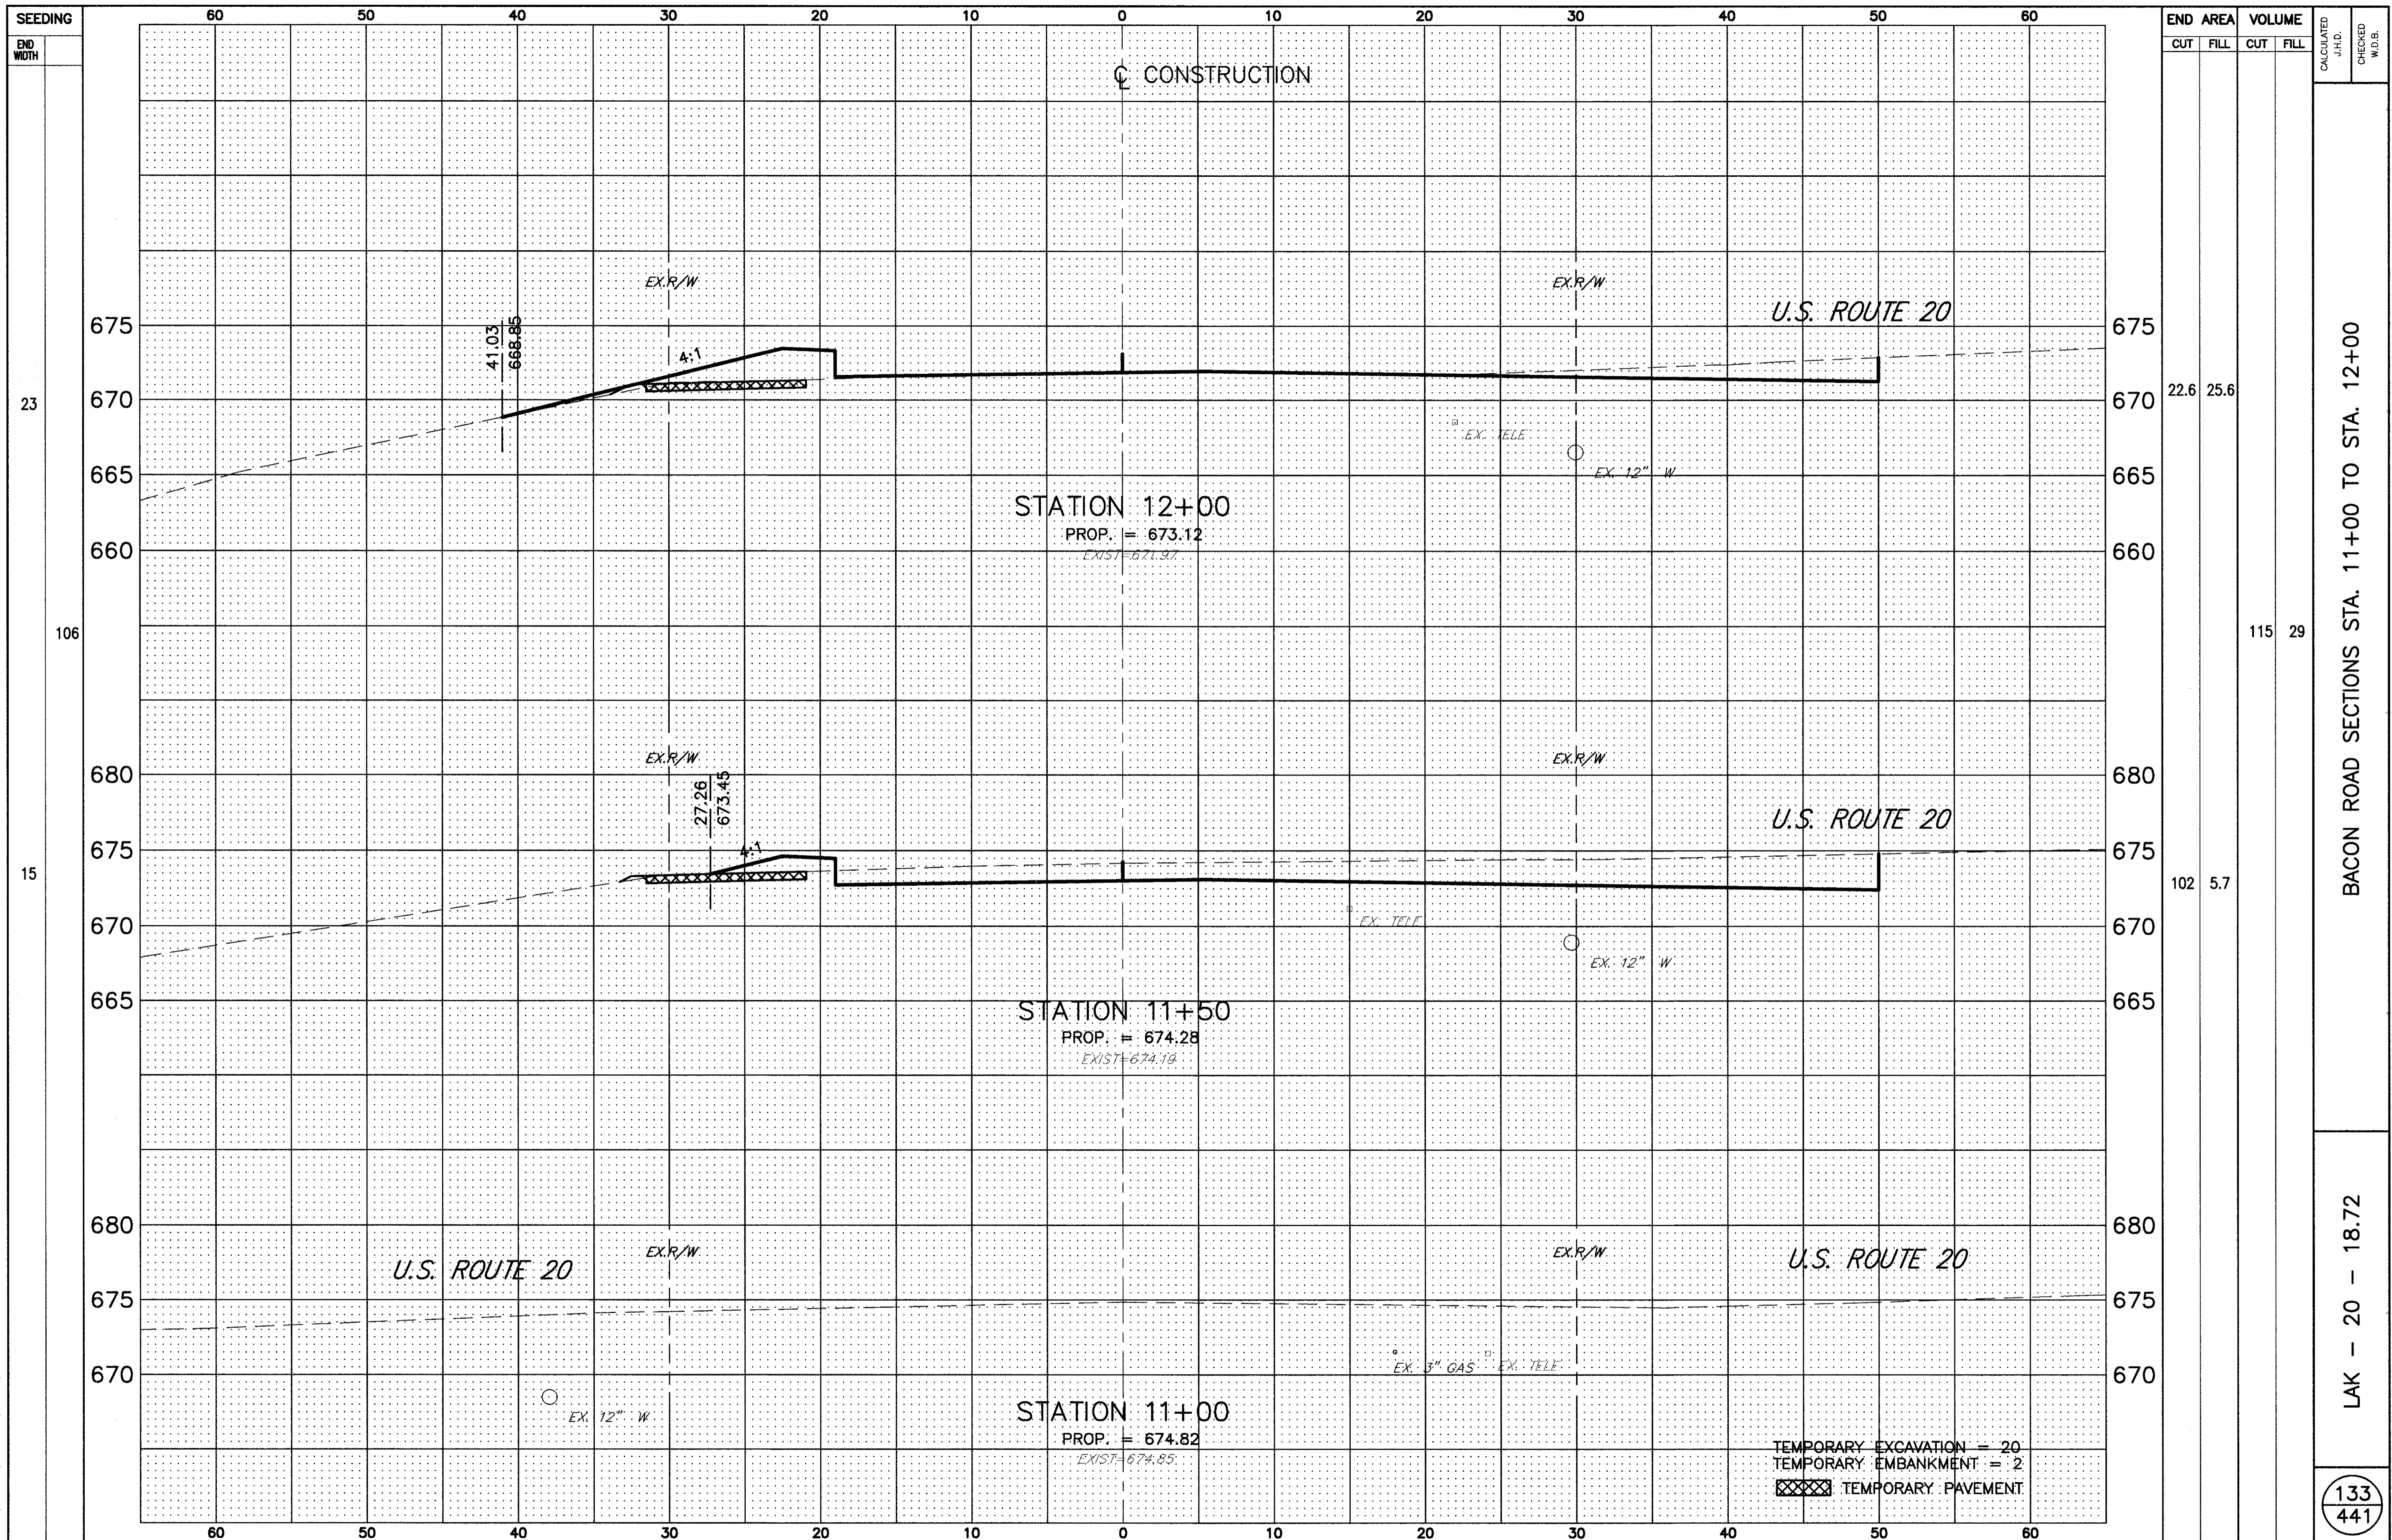 SEEDING
END WIDTH
60 50 40 30 20 10 0 10 20 30 40 50 60
END AREA VOLUME
CUT FILL CUT FILL
CALCULATED
J.H.D.
CHECKED
W.D.B.
℄ CONSTRUCTION
EX.R/W
EX.R/W
U.S. ROUTE 20
41.03
668.85
4:1
675 675
670 670
665 665
660 660
23
22.6 25.6
EX. TELE
EX. 12" W
STATION 12+00
PROP. = 673.12
EXIST=671.97
106
115 29
EX.R/W
EX.R/W
U.S. ROUTE 20
27.26
673.45
4:1
680 680
675 675
670 670
665 665
15
102 5.7
EX. TELE
EX. 12" W
STATION 11+50
PROP. = 674.28
EXIST=674.19
680 680
675 675
670 670
U.S. ROUTE 20
EX.R/W
EX.R/W
U.S. ROUTE 20
EX. 12" W
EX. 3" GAS
EX. TELE
STATION 11+00
PROP. = 674.82
EXIST=674.85
TEMPORARY EXCAVATION = 20
TEMPORARY EMBANKMENT = 2
TEMPORARY PAVEMENT
60 50 40 30 20 10 0 10 20 30 40 50 60
BACON ROAD SECTIONS STA. 11+00 TO STA. 12+00
LAK - 20 - 18.72
133
441